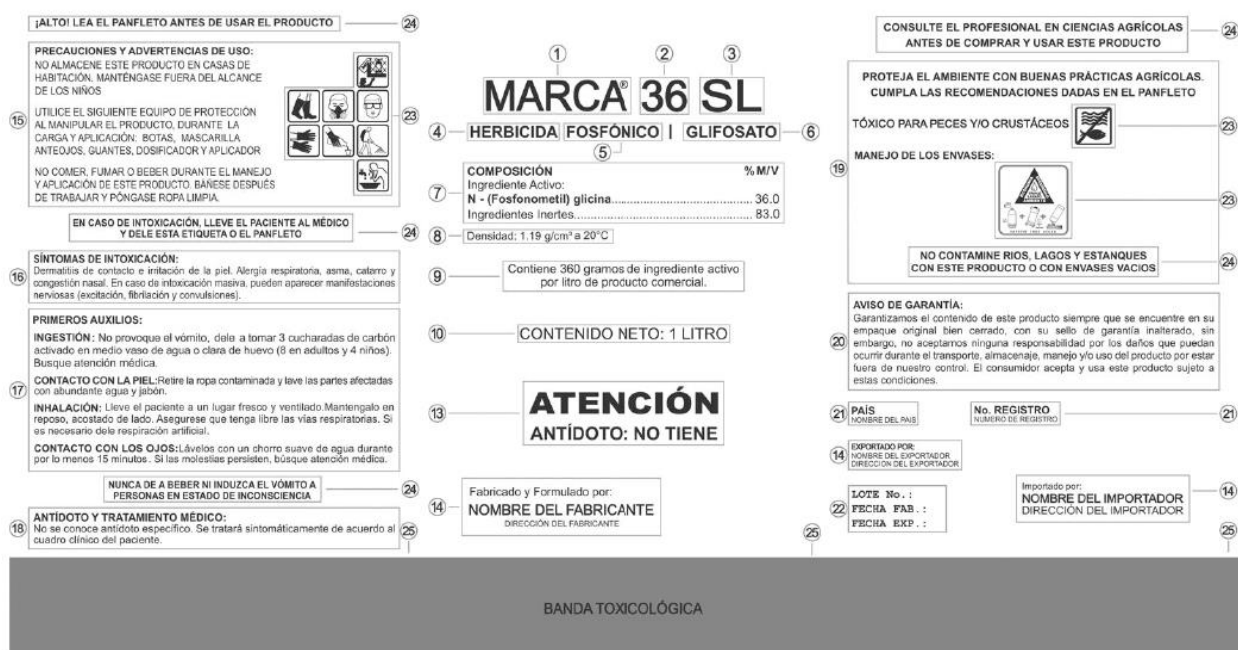 ¡ALTO! LEA EL PANFLETO ANTES DE USAR EL PRODUCTO
24
PRECAUCIONES Y ADVERTENCIAS DE USO:
NO ALMACENE ESTE PRODUCTO EN CASAS DE
HABITACIÓN. MANTÉNGASE FUERA DEL ALCANCE
DE LOS NIÑOS
15
UTILICE EL SIGUIENTE EQUIPO DE PROTECCIÓN
AL MANIPULAR EL PRODUCTO, DURANTE LA
CARGA Y APLICACIÓN: BOTAS, MASCARILLA
ANTEOJOS, GUANTES, DOSIFICADOR Y APLICADOR
23
NO COMER, FUMAR O BEBER DURANTE EL MANEJO
Y APLICACIÓN DE ESTE PRODUCTO. BÁÑESE DESPUÉS
DE TRABAJAR Y PÓNGASE ROPA LIMPIA.
EN CASO DE INTOXICACIÓN, LLEVE EL PACIENTE AL MÉDICO
Y DELE ESTA ETIQUETA O EL PANFLETO
24
SÍNTOMAS DE INTOXICACIÓN:
16
Dermatitis de contacto e irritación de la piel. Alergía respiratoria, asma, catarro y
congestión nasal. En caso de intoxicación masiva, pueden aparecer manifestaciones
nerviosas (excitación, fibrilación y convulsiones).
PRIMEROS AUXILIOS:
INGESTIÓN: No provoque el vómito, dele a tomar 3 cucharadas de carbón
activado en medio vaso de agua o clara de huevo (8 en adultos y 4 niños).
Busque atención médica.
17
CONTACTO CON LA PIEL:Retire la ropa contaminada y lave las partes afectadas
con abundante agua y jabón.
INHALACIÓN: Lleve el paciente a un lugar fresco y ventilado.Mantengalo en
reposo, acostado de lado. Asegurese que tenga libre las vías respiratorias. Si
es necesario dele respiración artificial.
CONTACTO CON LOS OJOS:Lávelos con un chorro suave de agua durante
por lo menos 15 minutos. Si las molestias persisten, búsque atención médica.
NUNCA DE A BEBER NI INDUZCA EL VÓMITO A
PERSONAS EN ESTADO DE INCONSCIENCIA
24
18
ANTÍDOTO Y TRATAMIENTO MÉDICO:
No se conoce antídoto específico. Se tratará sintomáticamente de acuerdo al
cuadro clínico del paciente.
25
1 2 3
MARCA® 36 SL
4 HERBICIDA FOSFÓNICO | GLIFOSATO 6
5
COMPOSICIÓN %M/V
Ingrediente Activo:
7
N - (Fosfonometil) glicina 36.0
Ingredientes Inertes 83.0
8 Densidad: 1.19 g/cm³ a 20°C
9
Contiene 360 gramos de ingrediente activo
por litro de producto comercial.
10 CONTENIDO NETO: 1 LITRO
13
ATENCIÓN
ANTÍDOTO: NO TIENE
14
Fabricado y Formulado por:
NOMBRE DEL FABRICANTE
DIRECCIÓN DEL FABRICANTE
25
CONSULTE EL PROFESIONAL EN CIENCIAS AGRÍCOLAS
ANTES DE COMPRAR Y USAR ESTE PRODUCTO
24
PROTEJA EL AMBIENTE CON BUENAS PRÁCTICAS AGRÍCOLAS.
CUMPLA LAS RECOMENDACIONES DADAS EN EL PANFLETO
TÓXICO PARA PECES Y/O CRUSTÁCEOS
23
19
MANEJO DE LOS ENVASES:
23
NO CONTAMINE RIOS, LAGOS Y ESTANQUES
CON ESTE PRODUCTO O CON ENVASES VACIOS
24
AVISO DE GARANTÍA:
Garantizamos el contenido de este producto siempre que se encuentre en su
empaque original bien cerrado, con su sello de garantía inalterado, sin
20
embargo, no aceptamos ninguna responsabilidad por los daños que puedan
ocurrir durante el transporte, almacenaje, manejo y/o uso del producto por estar
fuera de nuestro control. El consumidor acepta y usa este producto sujeto a
estas condiciones.
21 PAÍS
NOMBRE DEL PAIS
No. REGISTRO 21
NUMERO DE REGISTRO
14
EXPORTADO POR:
NOMBRE DEL EXPORTADOR
DIRECCION DEL EXPORTADOR
22
LOTE No.:
FECHA FAB.:
FECHA EXP.:
Importado por:
NOMBRE DEL IMPORTADOR
DIRECCIÓN DEL IMPORTADOR
14
25
BANDA TOXICOLÓGICA